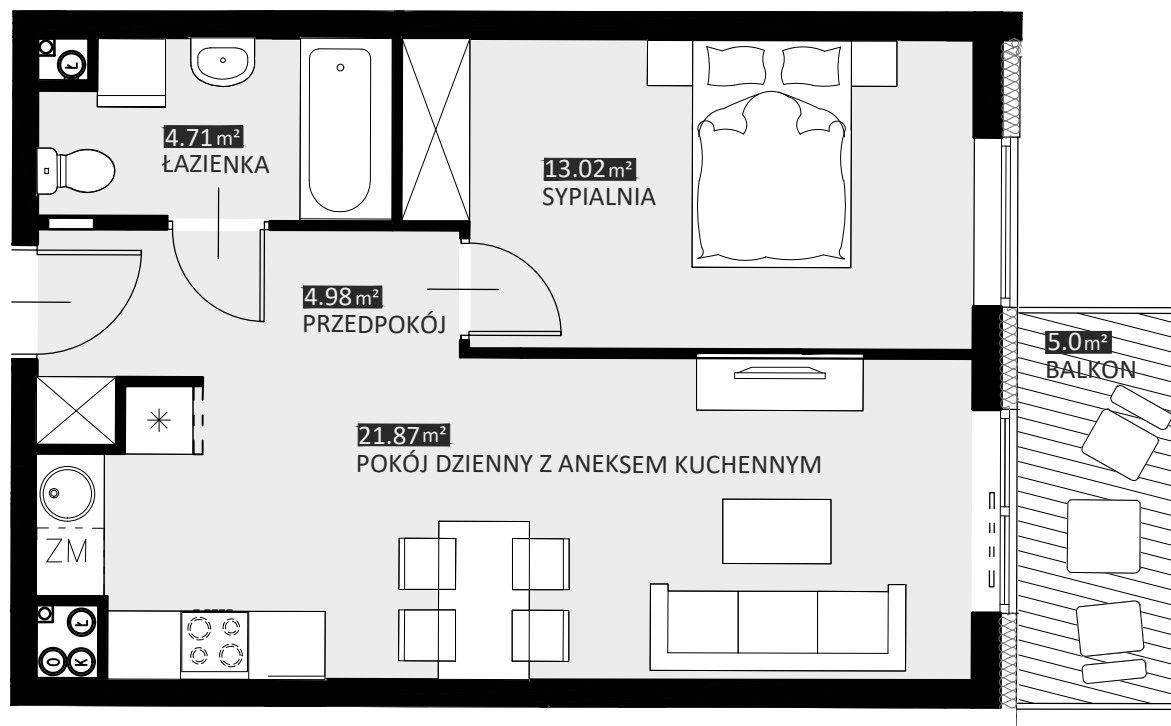 Ł
4.71 m²
ŁAZIENKA
13.02 m²
SYPIALNIA
4.98 m²
PRZEDPOKÓJ
5.0 m²
BALKON
21.87 m²
POKÓJ DZIENNY Z ANEKSEM KUCHENNYM
ZM
Ł
O K